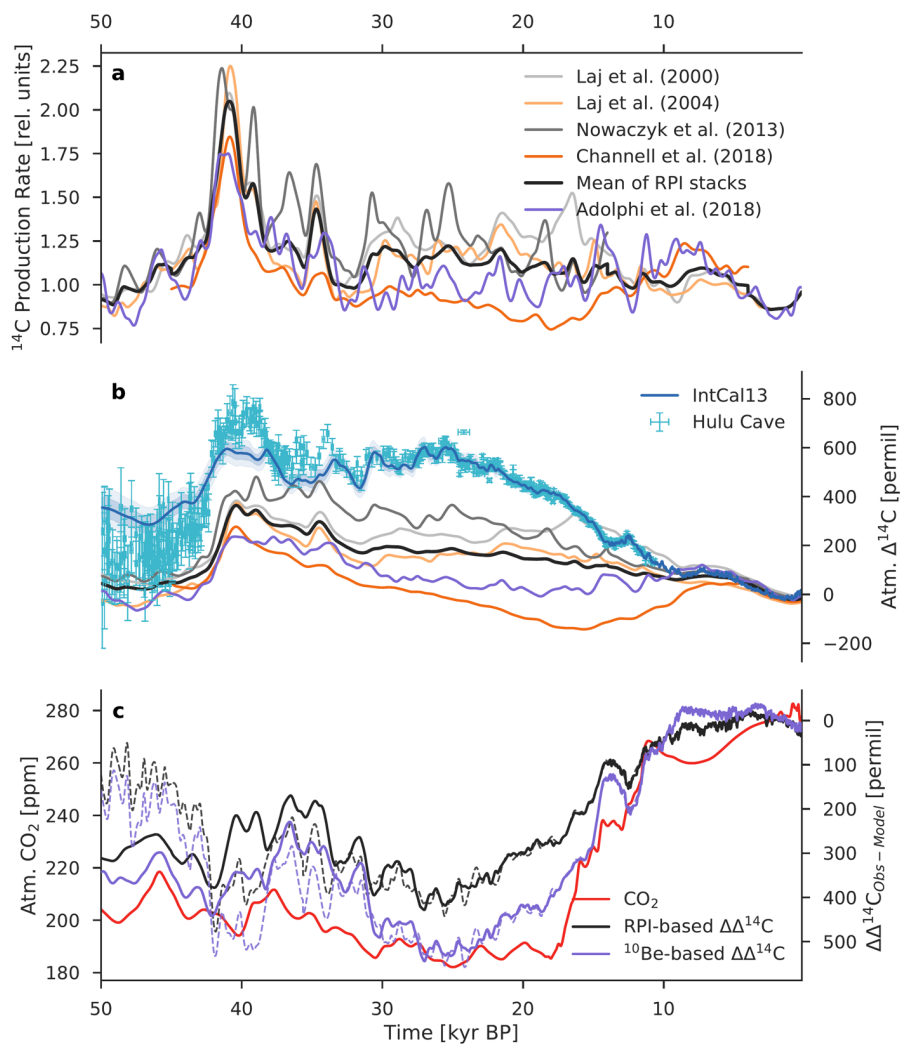 50 40 30 20 10
a
¹⁴C Production Rate [rel. units]
2.25
2.00
1.75
1.50
1.25
1.00
0.75
Laj et al. (2000)
Laj et al. (2004)
Nowaczyk et al. (2013)
Channell et al. (2018)
Mean of RPI stacks
Adolphi et al. (2018)
b
IntCal13
Hulu Cave
800
600
400
200
0
−200
Atm. Δ¹⁴C [permil]
c
Atm. CO₂ [ppm]
280
260
240
220
200
180
CO₂
RPI-based ΔΔ¹⁴C
¹⁰Be-based ΔΔ¹⁴C
0
100
200
300
400
500
ΔΔ¹⁴C_Obs−Model [permil]
50 40 30 20 10
Time [kyr BP]